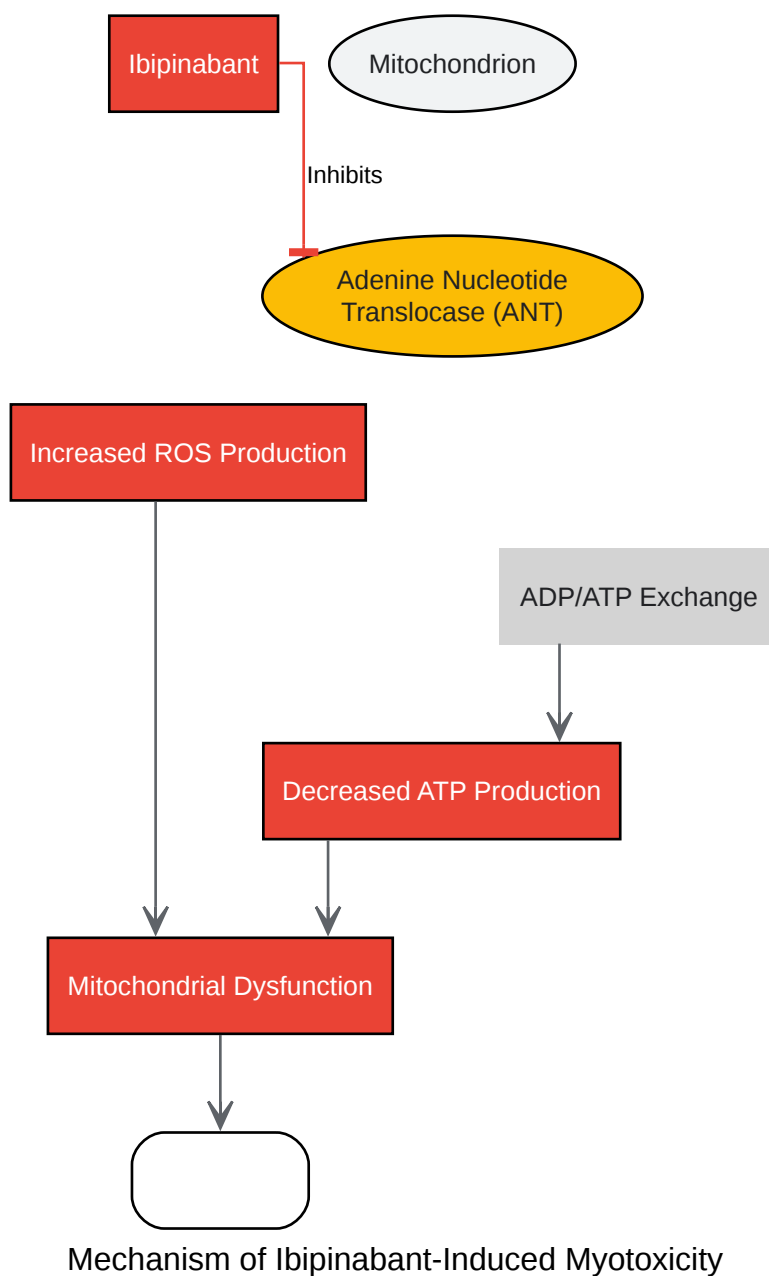 Ibipinabant
Mitochondrion
Inhibits
Adenine Nucleotide
Translocase (ANT)
Increased ROS Production
ADP/ATP Exchange
Decreased ATP Production
Mitochondrial Dysfunction
Mechanism of Ibipinabant-Induced Myotoxicity